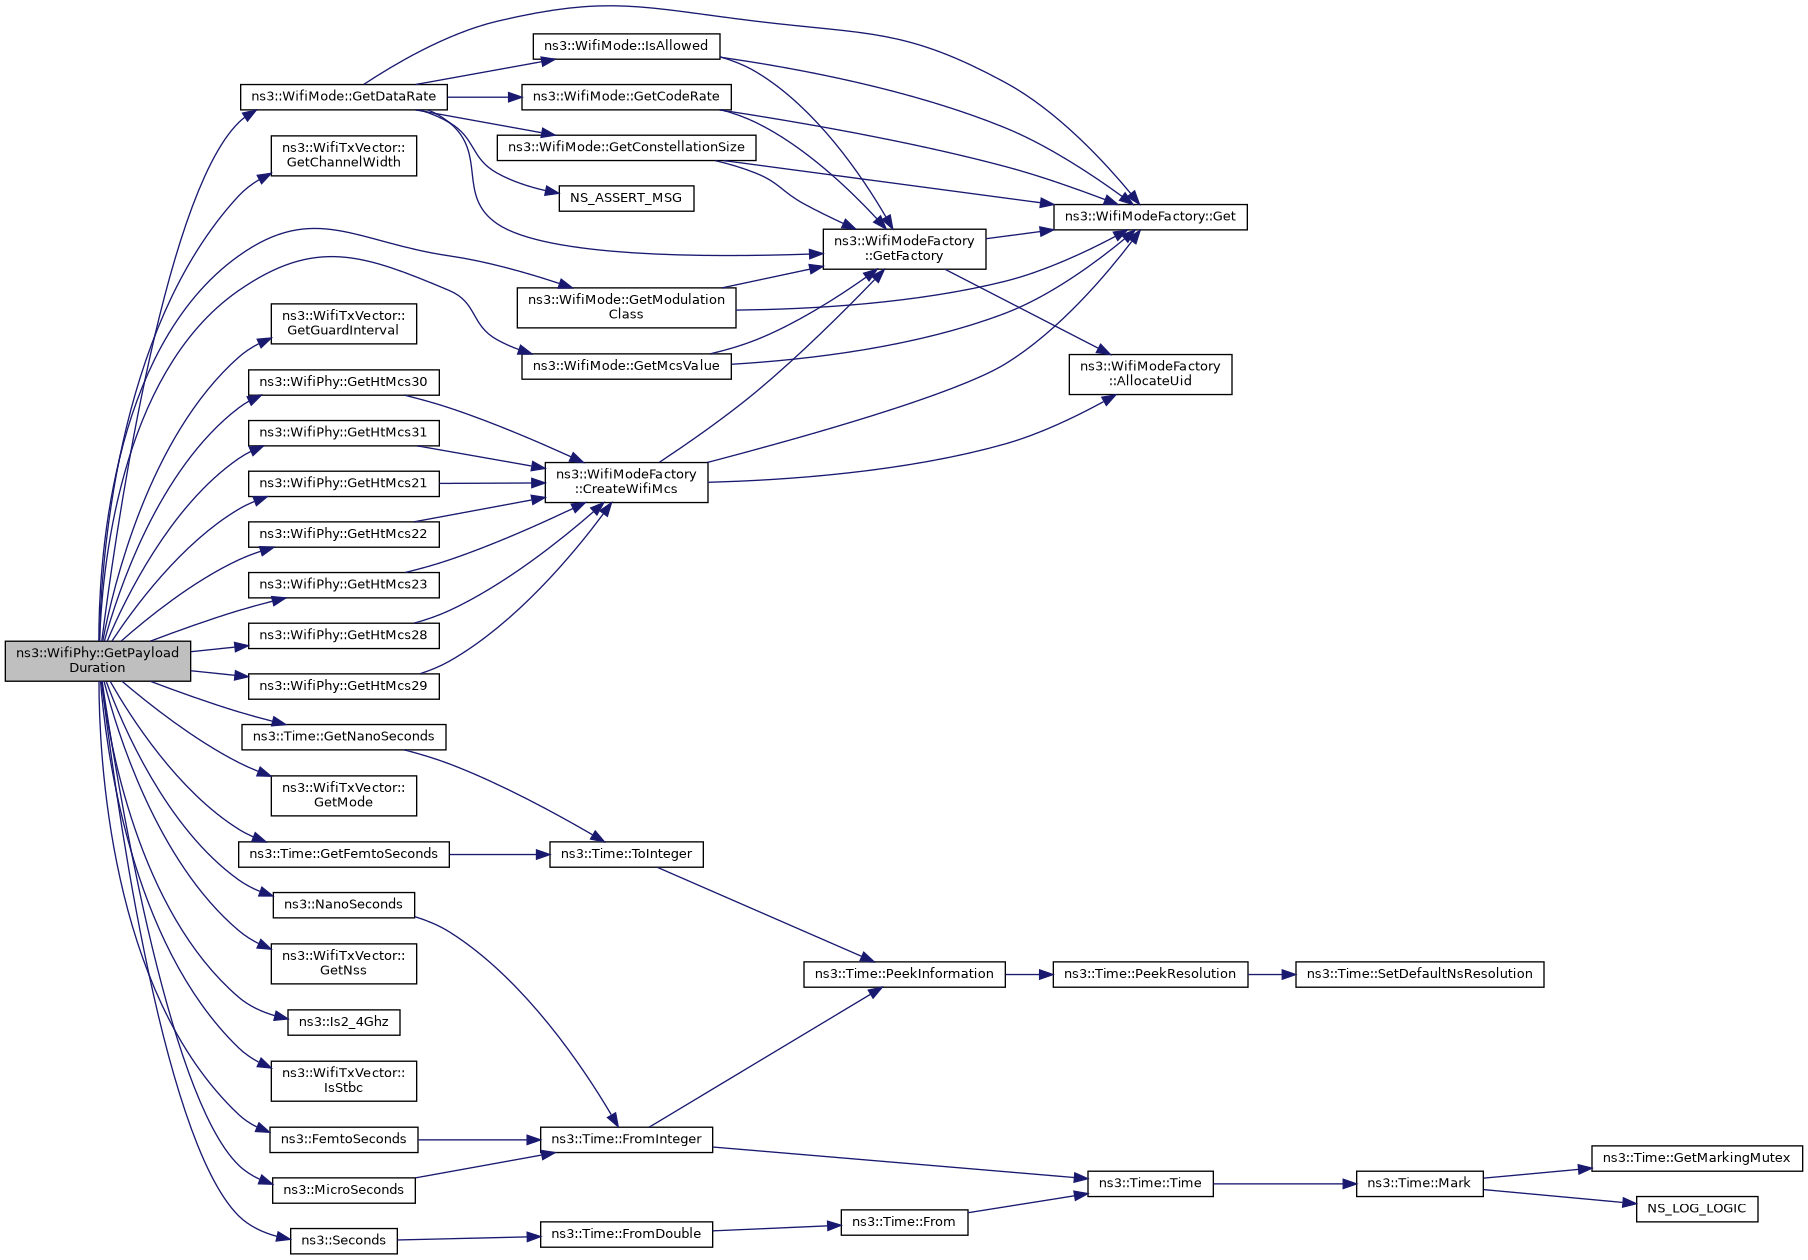 ns3::WifiMode::IsAllowed
ns3::WifiMode::GetDataRate
ns3::WifiMode::GetCodeRate
ns3::WifiTxVector::
GetChannelWidth
ns3::WifiMode::GetConstellationSize
NS_ASSERT_MSG
ns3::WifiModeFactory::Get
ns3::WifiModeFactory
::GetFactory
ns3::WifiMode::GetModulation
Class
ns3::WifiTxVector::
GetGuardInterval
ns3::WifiMode::GetMcsValue
ns3::WifiModeFactory
::AllocateUid
ns3::WifiPhy::GetHtMcs30
ns3::WifiPhy::GetHtMcs31
ns3::WifiPhy::GetHtMcs21
ns3::WifiModeFactory
::CreateWifiMcs
ns3::WifiPhy::GetHtMcs22
ns3::WifiPhy::GetHtMcs23
ns3::WifiPhy::GetHtMcs28
ns3::WifiPhy::GetPayload
Duration
ns3::WifiPhy::GetHtMcs29
ns3::Time::GetNanoSeconds
ns3::WifiTxVector::
GetMode
ns3::Time::GetFemtoSeconds
ns3::Time::ToInteger
ns3::NanoSeconds
ns3::WifiTxVector::
GetNss
ns3::Time::PeekInformation
ns3::Time::PeekResolution
ns3::Time::SetDefaultNsResolution
ns3::Is2_4Ghz
ns3::WifiTxVector::
IsStbc
ns3::FemtoSeconds
ns3::Time::FromInteger
ns3::MicroSeconds
ns3::Time::Time
ns3::Time::Mark
ns3::Time::GetMarkingMutex
NS_LOG_LOGIC
ns3::Seconds
ns3::Time::FromDouble
ns3::Time::From